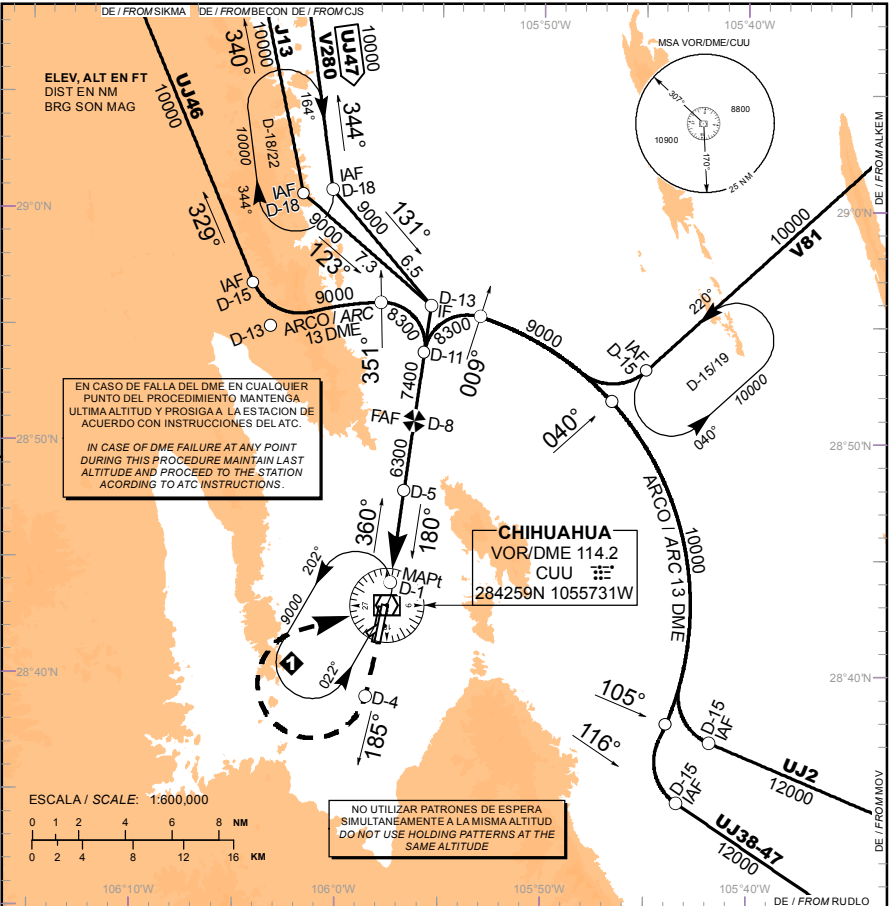 DE / FROM SIKMA
DE / FROM BECON
DE / FROM CJS
105°50'W
105°40'W
ELEV, ALT EN FT
DIST EN NM
BRG SON MAG
UJ46
10000
329°
J13
10000
340°
V280
UJ47
10000
344°
164°
D-18/22
10000
344°
IAF
D-18
IAF
D-18
9000
131°
6.5
9000
123°
7.3
MSA VOR/DME/CUU
307°
8800
10900
170°
25 NM
DE / FROM ALKEM
29°0'N
29°0'N
10000
V81
220°
IAF
D-15
D-15/19
10000
040°
040°
IAF
D-15
9000
D-13
ARCO / ARC
13 DME
8300
351°
D-13
IF
8300
009°
9000
D-11
7400
FAF
D-8
6300
D-5
28°50'N
28°50'N
EN CASO DE FALLA DEL DME EN CUALQUIER
PUNTO DEL PROCEDIMIENTO MANTENGA
ULTIMA ALTITUD Y PROSIGA A LA ESTACION DE
ACUERDO CON INSTRUCCIONES DEL ATC.
IN CASE OF DME FAILURE AT ANY POINT
DURING THIS PROCEDURE MAINTAIN LAST
ALTITUDE AND PROCEED TO THE STATION
ACORDING TO ATC INSTRUCTIONS.
360°
180°
CHIHUAHUA
VOR/DME 114.2
CUU
284259N 1055731W
ARCO / ARC 13 DME
10000
202°
9000
022°
MAPt
D-1
1
D-4
185°
28°40'N
28°40'N
105°
116°
D-15
IAF
UJ2
12000
D-15
IAF
UJ38-47
12000
DE / FROM MOV
DE / FROM RUDLO
ESCALA / SCALE: 1:600,000
0 1 2 4 6 8 NM
0 2 4 8 12 16 KM
NO UTILIZAR PATRONES DE ESPERA
SIMULTANEAMENTE A LA MISMA ALTITUD
DO NOT USE HOLDING PATTERNS AT THE
SAME ALTITUDE
106°10'W
106°0'W
105°50'W
105°40'W